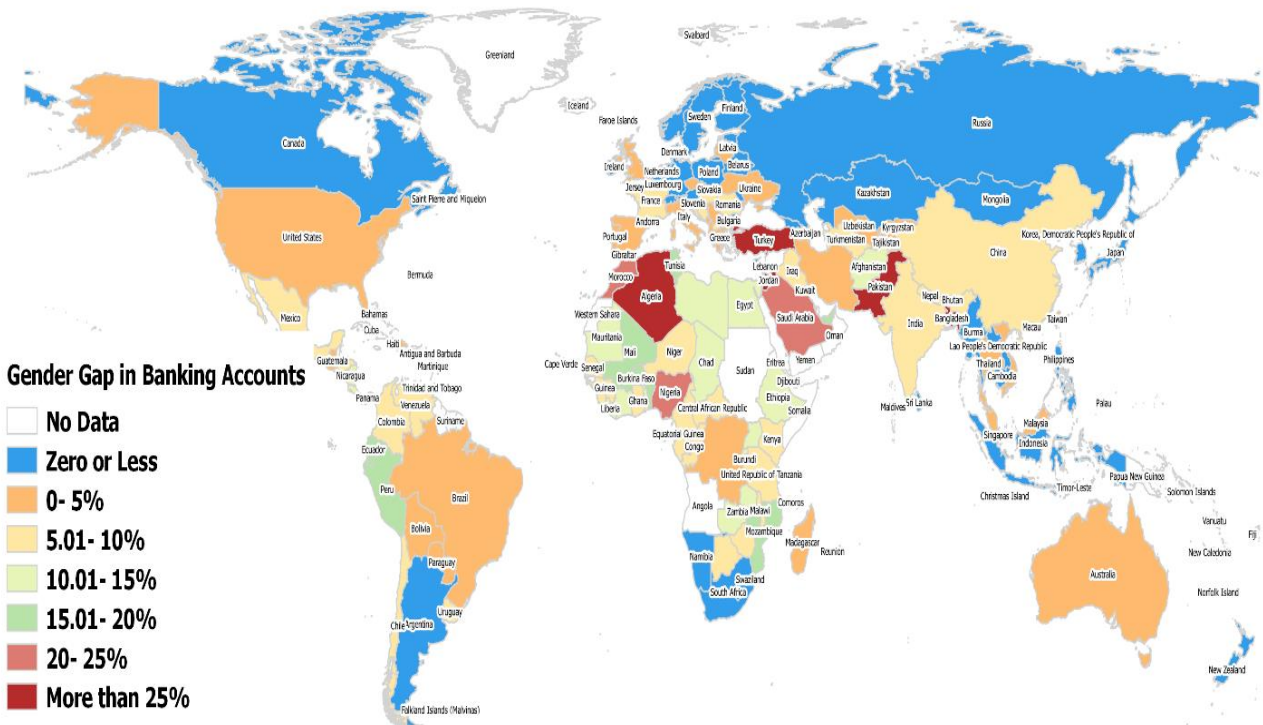 Svalbard
Greenland
Iceland
Faroe Islands
Sweden
Finland
Russia
Canada
Denmark
Latvia
Ireland
Netherlands
Belarus
Poland
Jersey
Luxembourg
Slovakia
Ukraine
Kazakhstan
Mongolia
Saint Pierre and Miquelon
France
Slovenia
Romania
Andorra
Italy
Bulgaria
Uzbekistan
Kyrgyzstan
Korea, Democratic People's Republic of
United States
Portugal
Greece
Turkey
Azerbaijan
Turkmenistan
Tajikistan
China
Japan
Gibraltar
Tunisia
Lebanon
Iraq
Afghanistan
Bermuda
Morocco
Jordan
Kuwait
Pakistan
Nepal
Bhutan
Algeria
Egypt
Mexico
Bahamas
Western Sahara
Saudi Arabia
India
Bangladesh
Burma
Macau
Taiwan
Cuba
Mauritania
Oman
Lao People's Democratic Republic
Haiti
Antigua and Barbuda
Mali
Niger
Chad
Sudan
Eritrea
Yemen
Thailand
Philippines
Guatemala
Martinique
Cape Verde
Senegal
Cambodia
Gender Gap in Banking Accounts
Nicaragua
Burkina Faso
Nigeria
Djibouti
Trinidad and Tobago
Guinea
Ethiopia
Panama
Venezuela
Ghana
Central African Republic
Somalia
Maldives
Sri Lanka
Palau
No Data
Colombia
Suriname
Liberia
Malaysia
Zero or Less
Ecuador
Equatorial Guinea
Congo
Kenya
Singapore
Indonesia
0- 5%
Peru
Brazil
Burundi
United Republic of Tanzania
Papua New Guinea
Timor-Leste
Solomon Islands
Christmas Island
5.01- 10%
Bolivia
Angola
Zambia
Malawi
Comoros
Vanuatu
Fiji
Mozambique
Madagascar
Reunion
New Caledonia
10.01- 15%
Paraguay
Namibia
Swaziland
Australia
Norfolk Island
15.01- 20%
Uruguay
South Africa
Chile
Argentina
20- 25%
New Zealand
More than 25%
Falkland Islands (Malvinas)